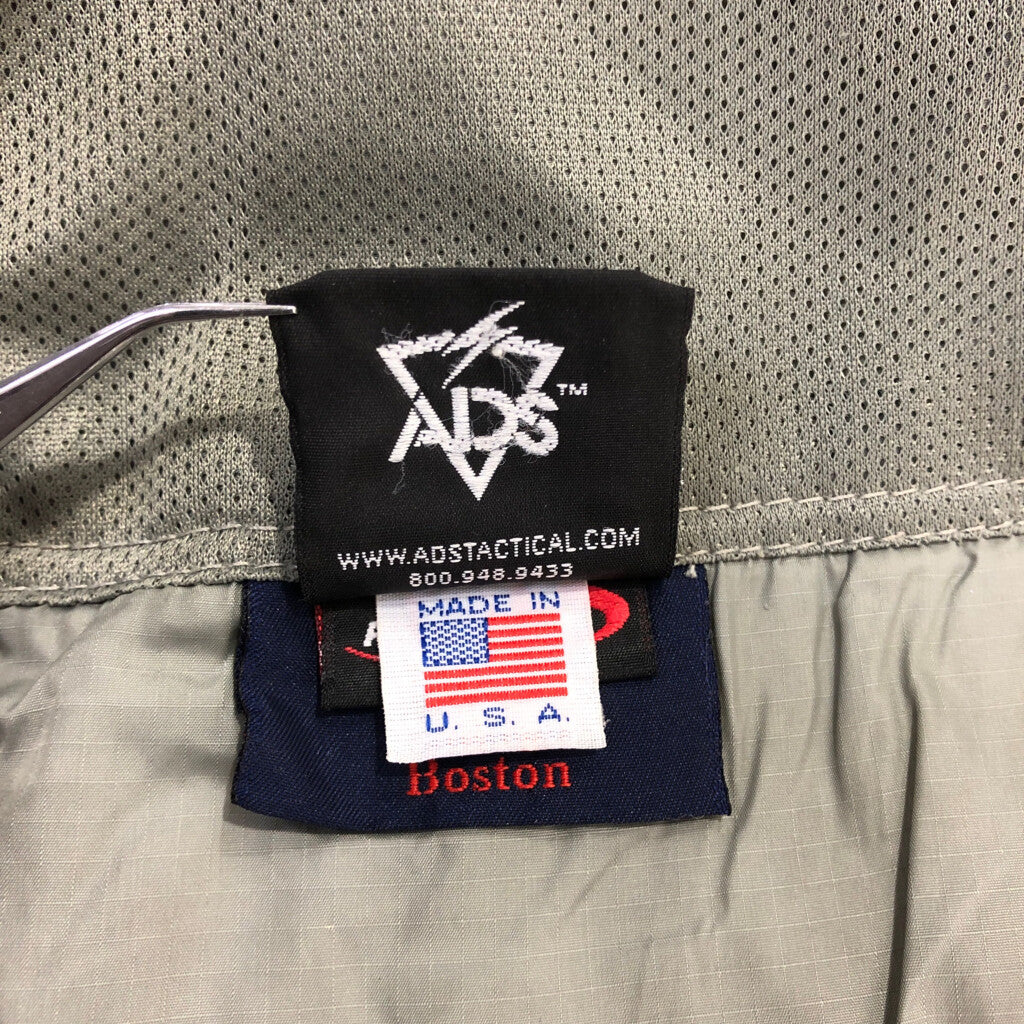 ADS™
WWW.ADSTACTICAL.COM
800.948.9433
MADE IN
U. S. A.
Boston